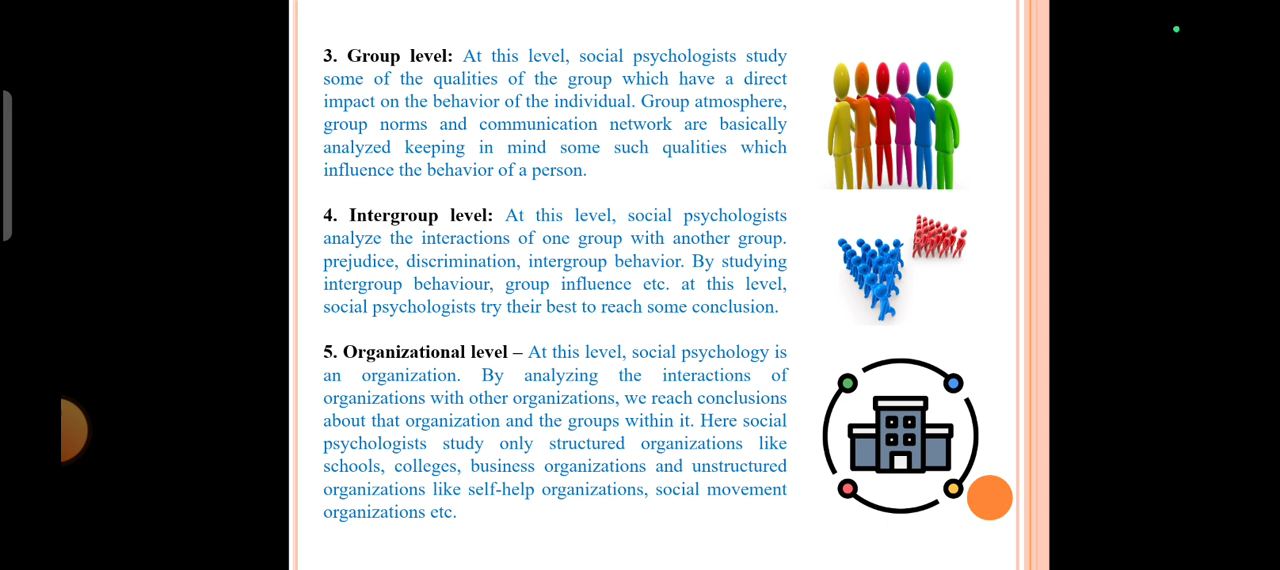 3. Group level: At this level, social psychologists study
some of the qualities of the group which have a direct
impact on the behavior of the individual. Group atmosphere,
group norms and communication network are basically
analyzed keeping in mind some such qualities which
influence the behavior of a person.
4. Intergroup level: At this level, social psychologists
analyze the interactions of one group with another group.
prejudice, discrimination, intergroup behavior. By studying
intergroup behaviour, group influence etc. at this level,
social psychologists try their best to reach some conclusion.
5. Organizational level – At this level, social psychology is
an organization. By analyzing the interactions of
organizations with other organizations, we reach conclusions
about that organization and the groups within it. Here social
psychologists study only structured organizations like
schools, colleges, business organizations and unstructured
organizations like self-help organizations, social movement
organizations etc.